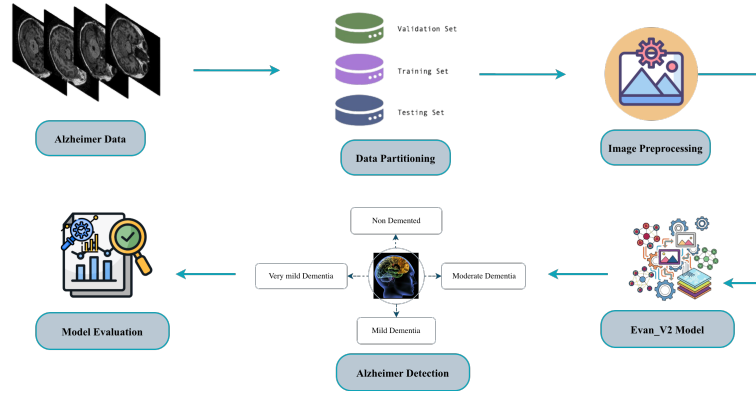 Validation Set
Training Set
Testing Set
Alzheimer Data
Data Partitioning
Image Preprocessing
Non Demented
Very mild Dementia
Moderate Dementia
Mild Dementia
Model Evaluation
Alzheimer Detection
Evan_V2 Model